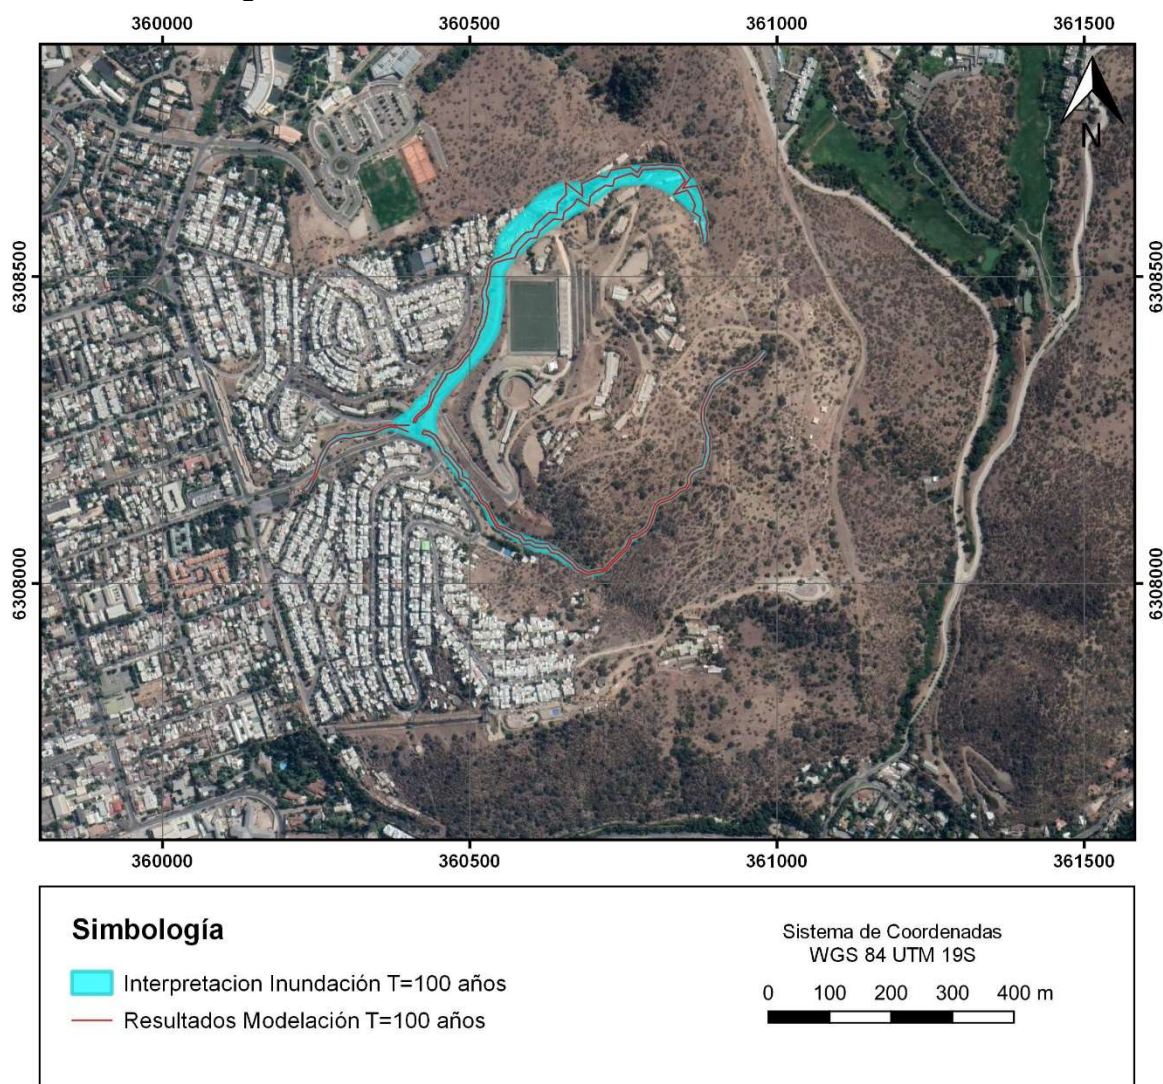 360000 360500 361000 361500
N
6308500 6308500
6308000 6308000
360000 360500 361000 361500
Simbología
Interpretacion Inundación T=100 años
Resultados Modelación T=100 años
Sistema de Coordenadas
WGS 84 UTM 19S
0 100 200 300 400 m